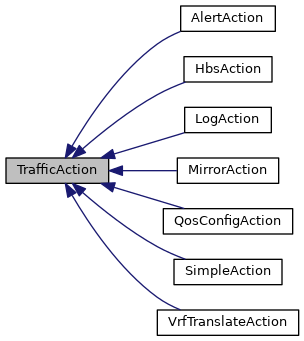 AlertAction
HbsAction
LogAction
TrafficAction
MirrorAction
QosConfigAction
SimpleAction
VrfTranslateAction